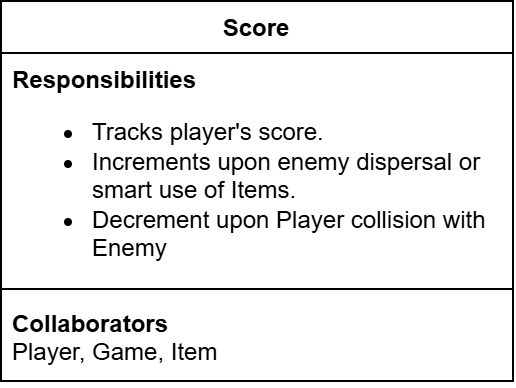 Score
Responsibilities
• Tracks player's score.
• Increments upon enemy dispersal or
smart use of Items.
• Decrement upon Player collision with
Enemy
Collaborators
Player, Game, Item